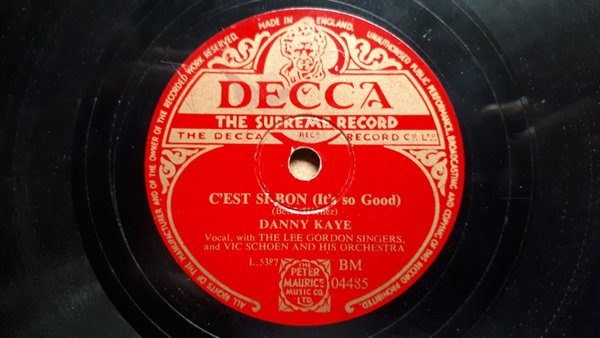 MADE IN ENGLAND.
ALL RIGHTS OF THE MANUFACTURER AND OF THE OWNER OF THE RECORDED WORK RESERVED.
UNAUTHORISED PUBLIC PERFORMANCE, BROADCASTING AND COPYING OF THIS RECORD PROHIBITED.
DECCA
THE SUPREME RECORD
THE DECCA REGD RECORD CO LTD
C'EST SI BON (It's so Good)
DANNY KAYE
Vocal, with THE LEE GORDON SINGERS,
and VIC SCHOEN AND HIS ORCHESTRA
L.5387
BM
04485
THE
PETER
MAURICE
MUSIC CO.
LTD.